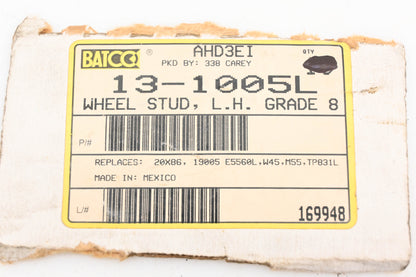 BATCO ® AHD3EI QTY
PKD BY: 338 CAREY
13-1005L
WHEEL STUD, L.H. GRADE 8
P/#
REPLACES: 20X86, 19005 E5560L,W45,M55,TP831L
MADE IN: MEXICO
L/# 169948